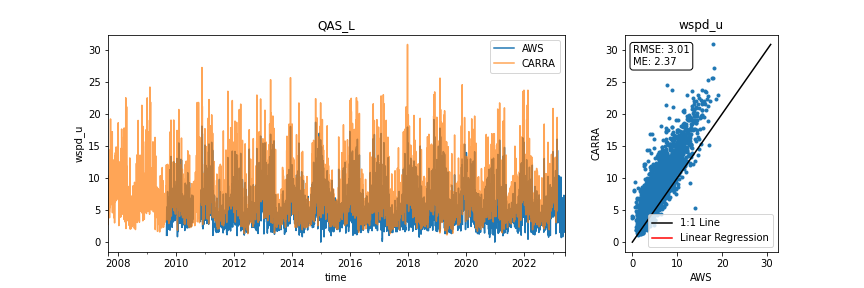 QAS_L
wspd_u
30
25
20
15
10
5
0
2008
2010
2012
2014
2016
2018
2020
2022
time
AWS
CARRA
wspd_u
CARRA
30
25
20
15
10
5
0
0
10
20
30
AWS
RMSE: 3.01
ME: 2.37
1:1 Line
Linear Regression